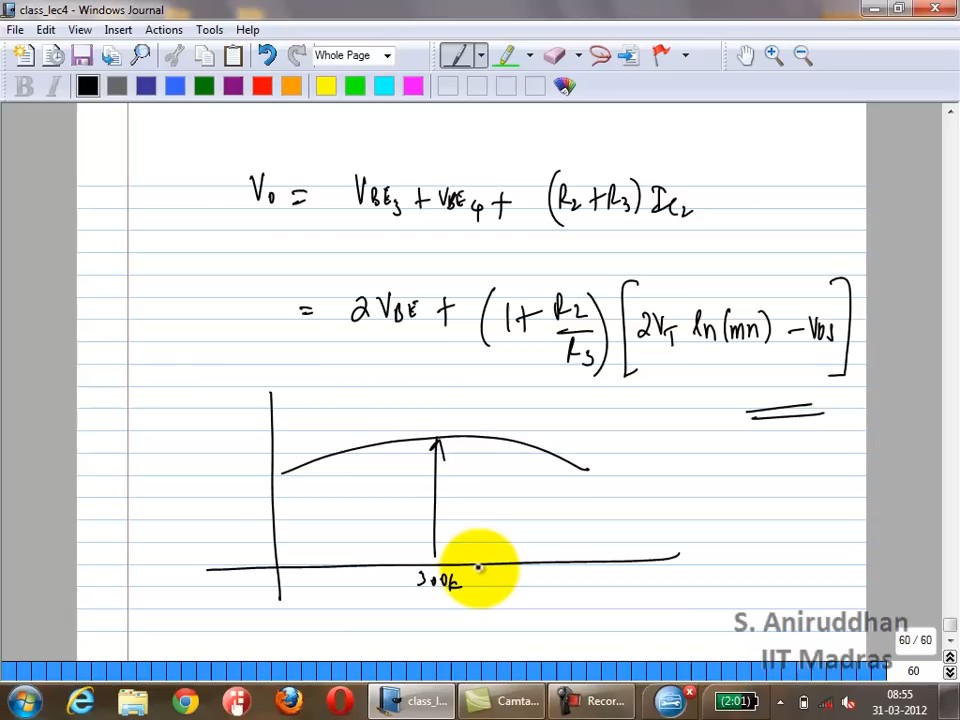 class_lec4 - Windows Journal
File Edit View Insert Actions Tools Help
Whole Page
B I
V0 = VBE3 + VBE4 + (R2 + R3) IC2
= 2VBE + (1 + R2/R3) [2VT ln(mn) - VOS]
300K
S. Aniruddhan
IIT Madras
60 / 60
60
class_l... Camta... Recor... (2:01) 08:55
31-03-2012